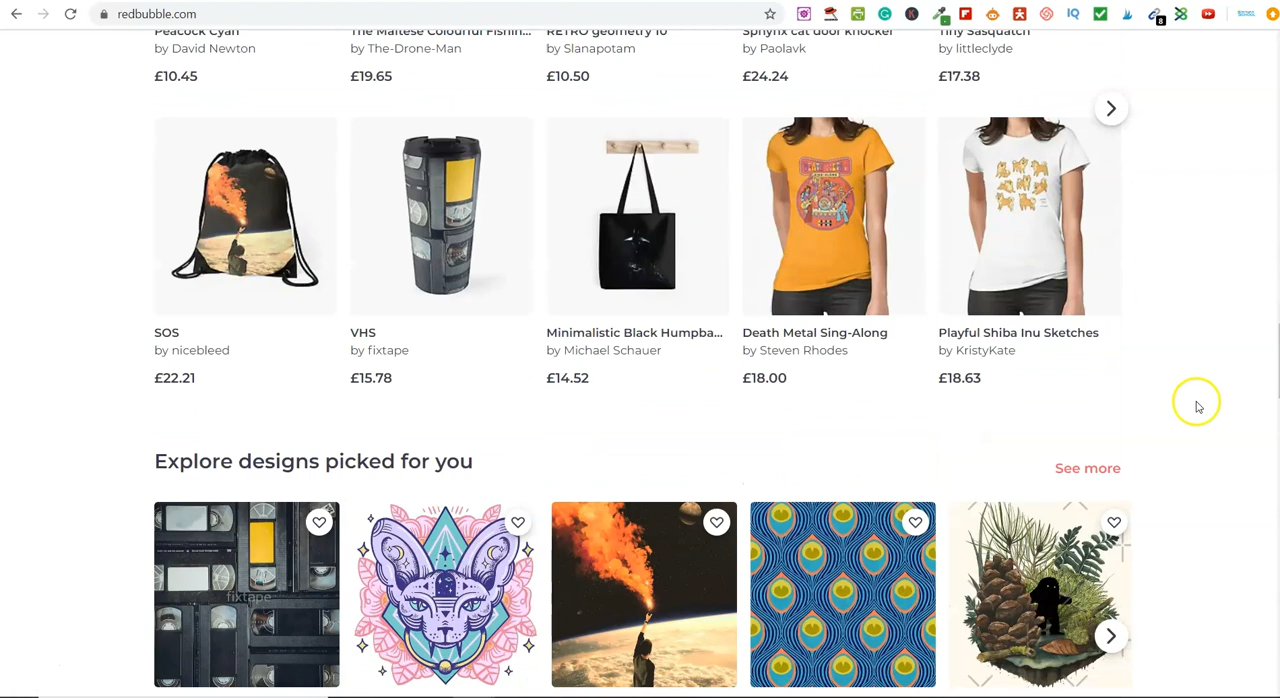 redbubble.com
8
Peacock Cyan
The Maltese Colourful Fishin...
RETRO geometry 10
Sphynx cat door knocker
Tiny Sasquatch
by David Newton
by The-Drone-Man
by Slanapotam
by Paolavk
by littleclyde
£10.45
£19.65
£10.50
£24.24
£17.38
SOS
VHS
Minimalistic Black Humpba...
Death Metal Sing-Along
Playful Shiba Inu Sketches
by nicebleed
by fixtape
by Michael Schauer
by Steven Rhodes
by KristyKate
£22.21
£15.78
£14.52
£18.00
£18.63
Explore designs picked for you
See more
fixtape